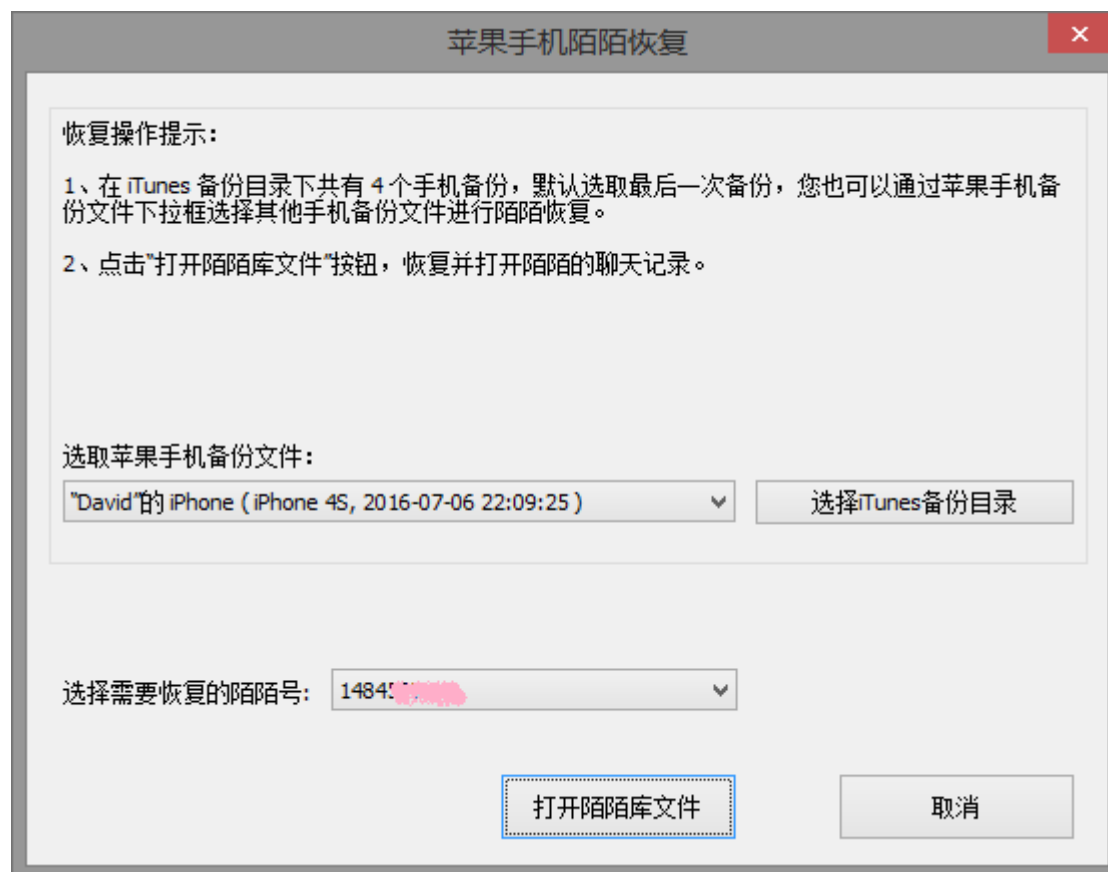 苹果手机陌陌恢复
恢复操作提示：
1、在 iTunes 备份目录下共有 4 个手机备份，默认选取最后一次备份，您也可以通过苹果手机备
份文件下拉框选择其他手机备份文件进行陌陌恢复。
2、点击"打开陌陌库文件"按钮，恢复并打开陌陌的聊天记录。
选取苹果手机备份文件：
"David"的 iPhone ( iPhone 4S, 2016-07-06 22:09:25 )
选择iTunes备份目录
选择需要恢复的陌陌号: 1484
打开陌陌库文件
取消